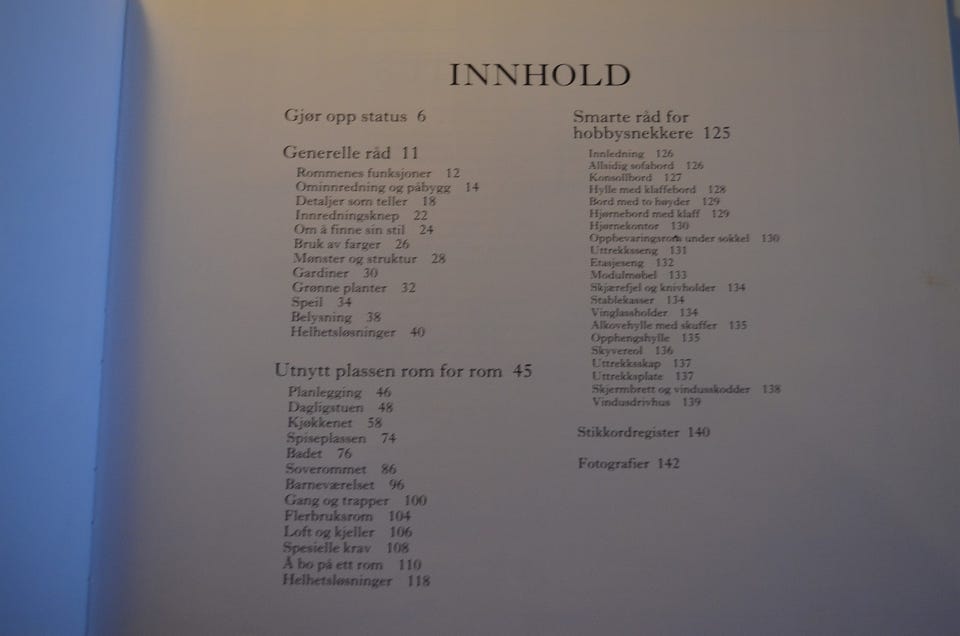 INNHOLD
Gjør opp status 6
Generelle råd 11
Rommenes funksjoner 12
Ominnredning og påbygg 14
Detaljer som teller 18
Innredningsknep 22
Om å finne sin stil 24
Bruk av farger 26
Mønster og struktur 28
Gardiner 30
Grønne planter 32
Speil 34
Belysning 38
Helhetsløsninger 40
Utnytt plassen rom for rom 45
Planlegging 46
Dagligstuen 48
Kjøkkenet 58
Spiseplassen 74
Badet 76
Soverommet 86
Barneværelset 96
Gang og trapper 100
Flerbruksrom 104
Loft og kjeller 106
Spesielle krav 108
Å bo på ett rom 110
Helhetsløsninger 118
Smarte råd for
hobbysnekkere 125
Innledning 126
Allsidig sofabord 126
Konsollbord 127
Hylle med klaffebord 128
Bord med to høyder 129
Hjørnebord med klaff 129
Hjørnekontor 130
Oppbevaringsrom under sokkel 130
Uttrekksseng 131
Etasjeseng 132
Modulmøbel 133
Skjærefjel og knivholder 134
Stablekasser 134
Vinglassholder 134
Alkovehylle med skuffer 135
Opphengshylle 135
Skyvereol 136
Uttrekksskap 137
Uttrekksplate 137
Skjermbrett og vindusskodder 138
Vindusdrivhus 139
Stikkordregister 140
Fotografier 142